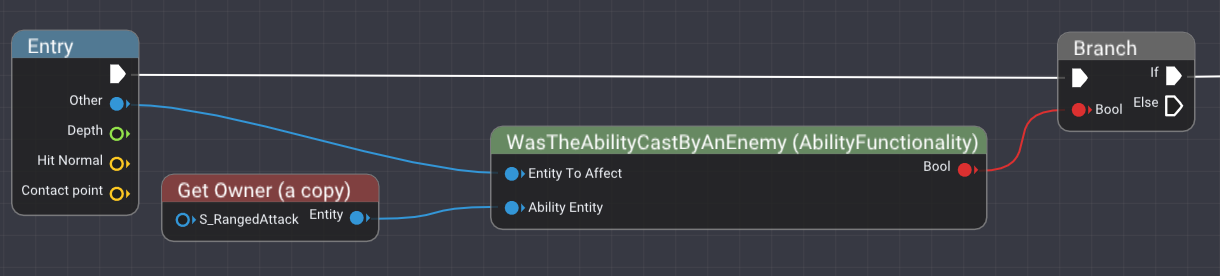 Entry
Other
Depth
Hit Normal
Contact point
Get Owner (a copy)
S_RangedAttack Entity
WasTheAbilityCastByAnEnemy (AbilityFunctionality)
Entity To Affect Bool
Ability Entity
Branch
If
Bool Else